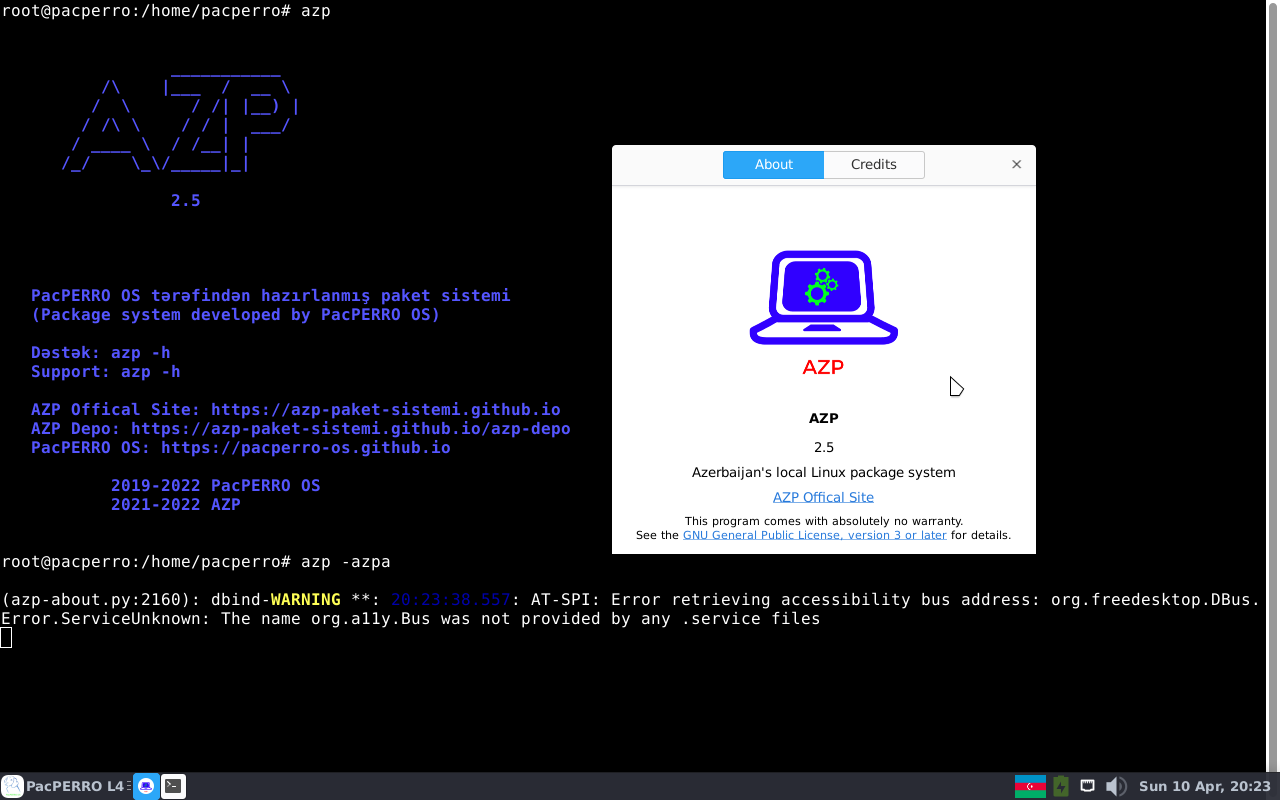 root@pacperro:/home/pacperro# azp
AZP
2.5
PacPERRO OS tərəfindən hazırlanmış paket sistemi
(Package system developed by PacPERRO OS)
Dəstək: azp -h
Support: azp -h
AZP Offical Site: https://azp-paket-sistemi.github.io
AZP Depo: https://azp-paket-sistemi.github.io/azp-depo
PacPERRO OS: https://pacperro-os.github.io
2019-2022 PacPERRO OS
2021-2022 AZP
root@pacperro:/home/pacperro# azp -azpa
(azp-about.py:2160): dbind-WARNING **: 20:23:38.557: AT-SPI: Error retrieving accessibility bus address: org.freedesktop.DBus.
Error.ServiceUnknown: The name org.a11y.Bus was not provided by any .service files
About
Credits
AZP
AZP
2.5
Azerbaijan's local Linux package system
AZP Offical Site
This program comes with absolutely no warranty.
See the GNU General Public License, version 3 or later for details.
PacPERRO L4
Sun 10 Apr, 20:23